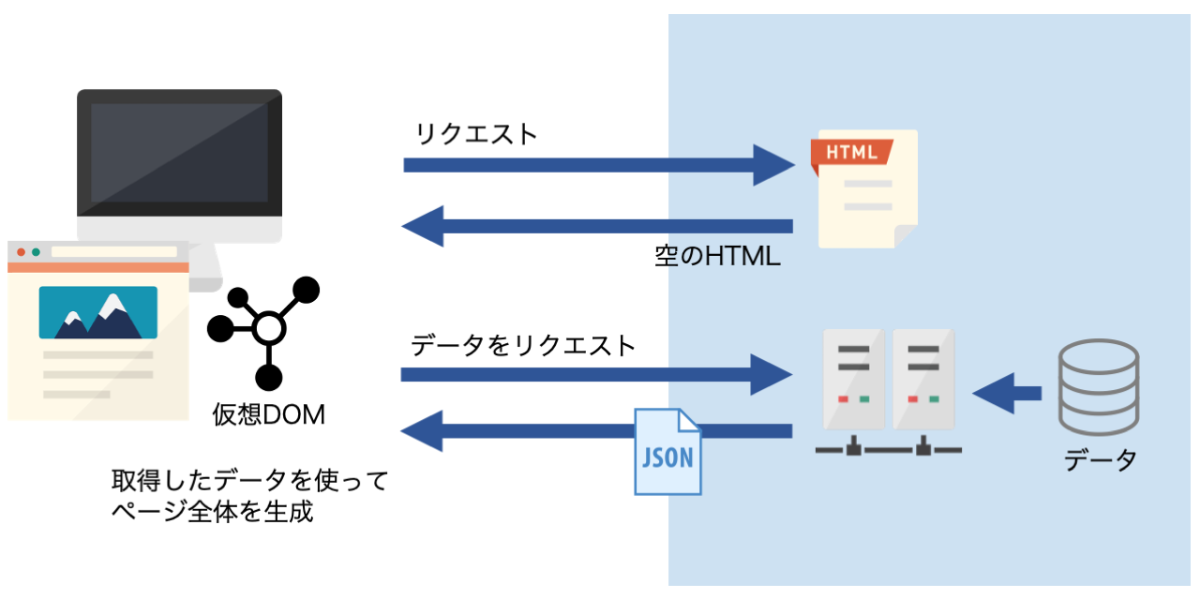 リクエスト
HTML
空のHTML
データをリクエスト
仮想DOM
JSON
データ
取得したデータを使って
ページ全体を生成